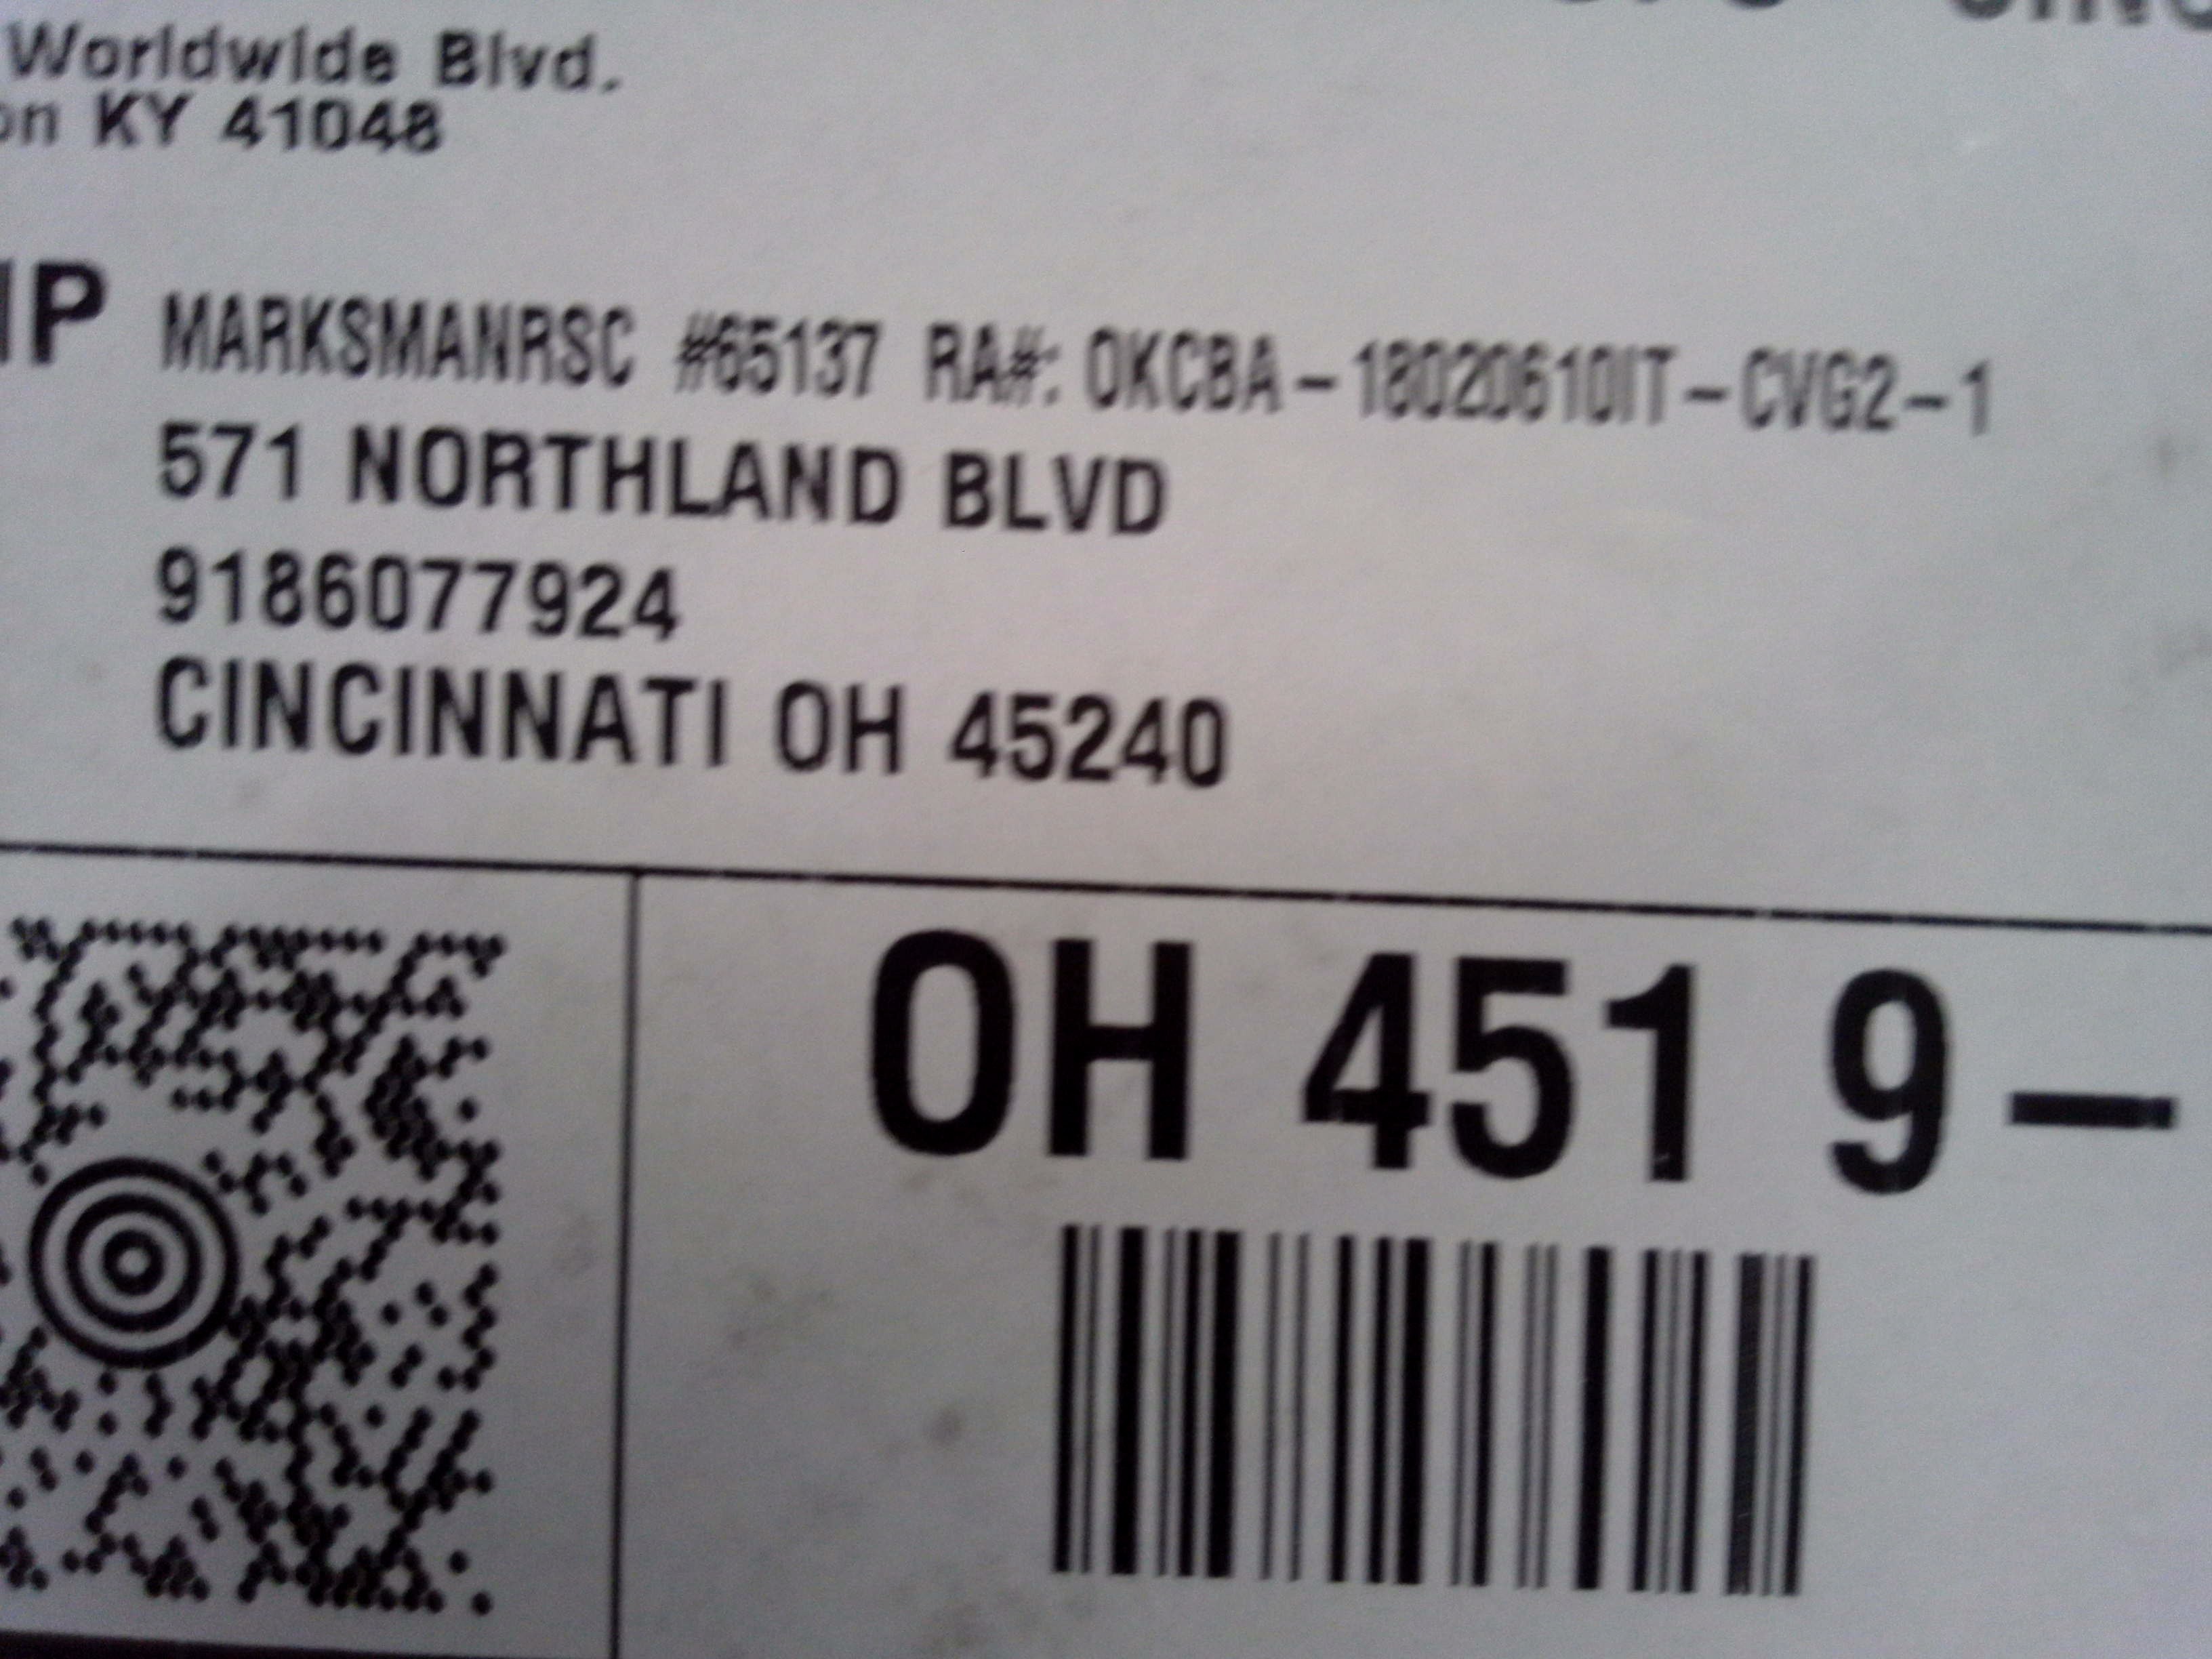 Worldwide Blvd.
on KY 41048
IP MARKSMANRSC #65137 RA#: OKCBA-18020610IT-CVG2-1
571 NORTHLAND BLVD
9186077924
CINCINNATI OH 45240
OH 451 9-